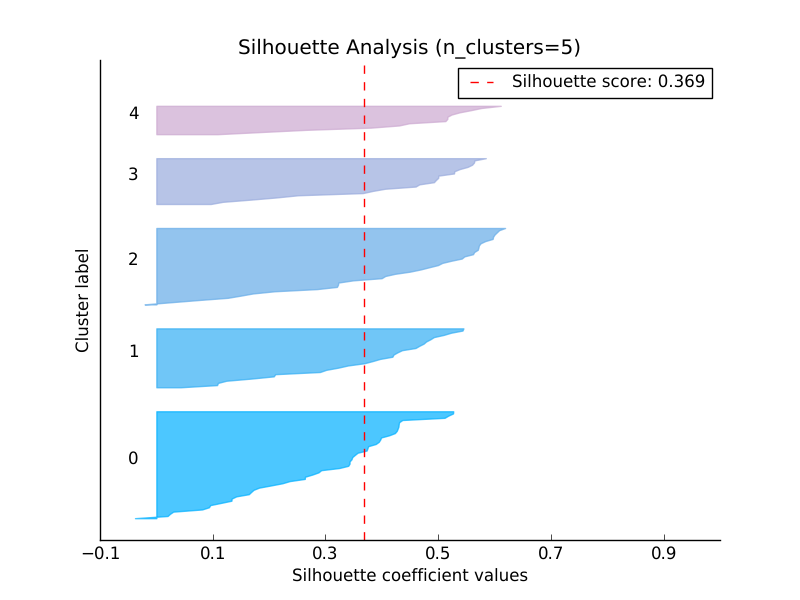 Silhouette Analysis (n_clusters=5)
Silhouette score: 0.369
4
3
2
1
0
Cluster label
−0.1 0.1 0.3 0.5 0.7 0.9
Silhouette coefficient values